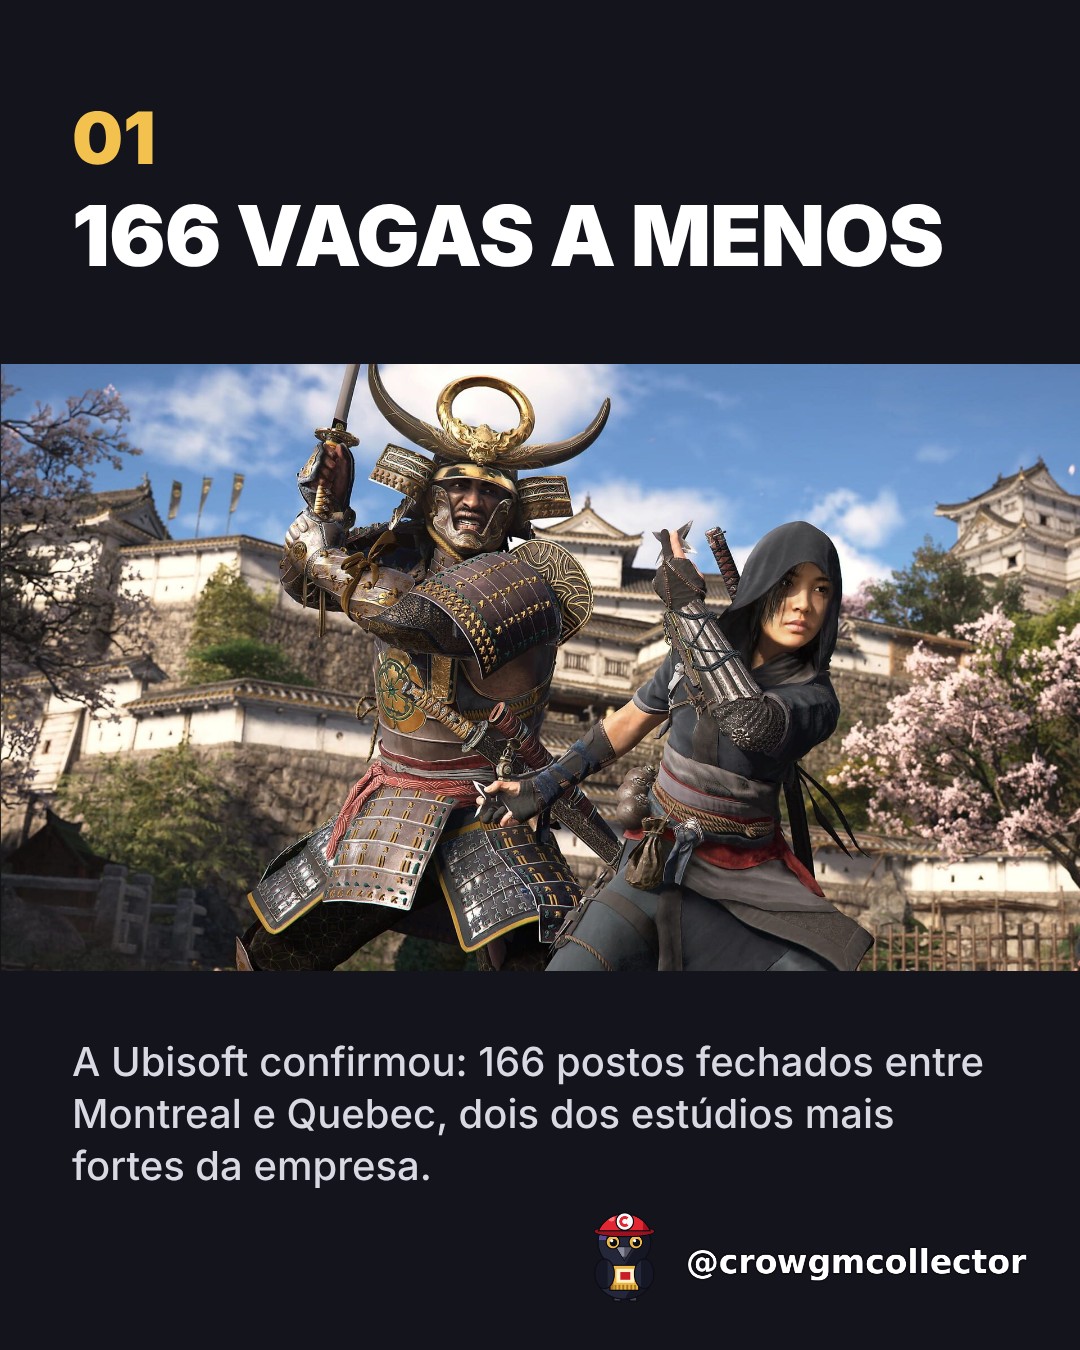 01
166 VAGAS A MENOS
A Ubisoft confirmou: 166 postos fechados entre
Montreal e Quebec, dois dos estúdios mais
fortes da empresa.
C
@crowgmcollector